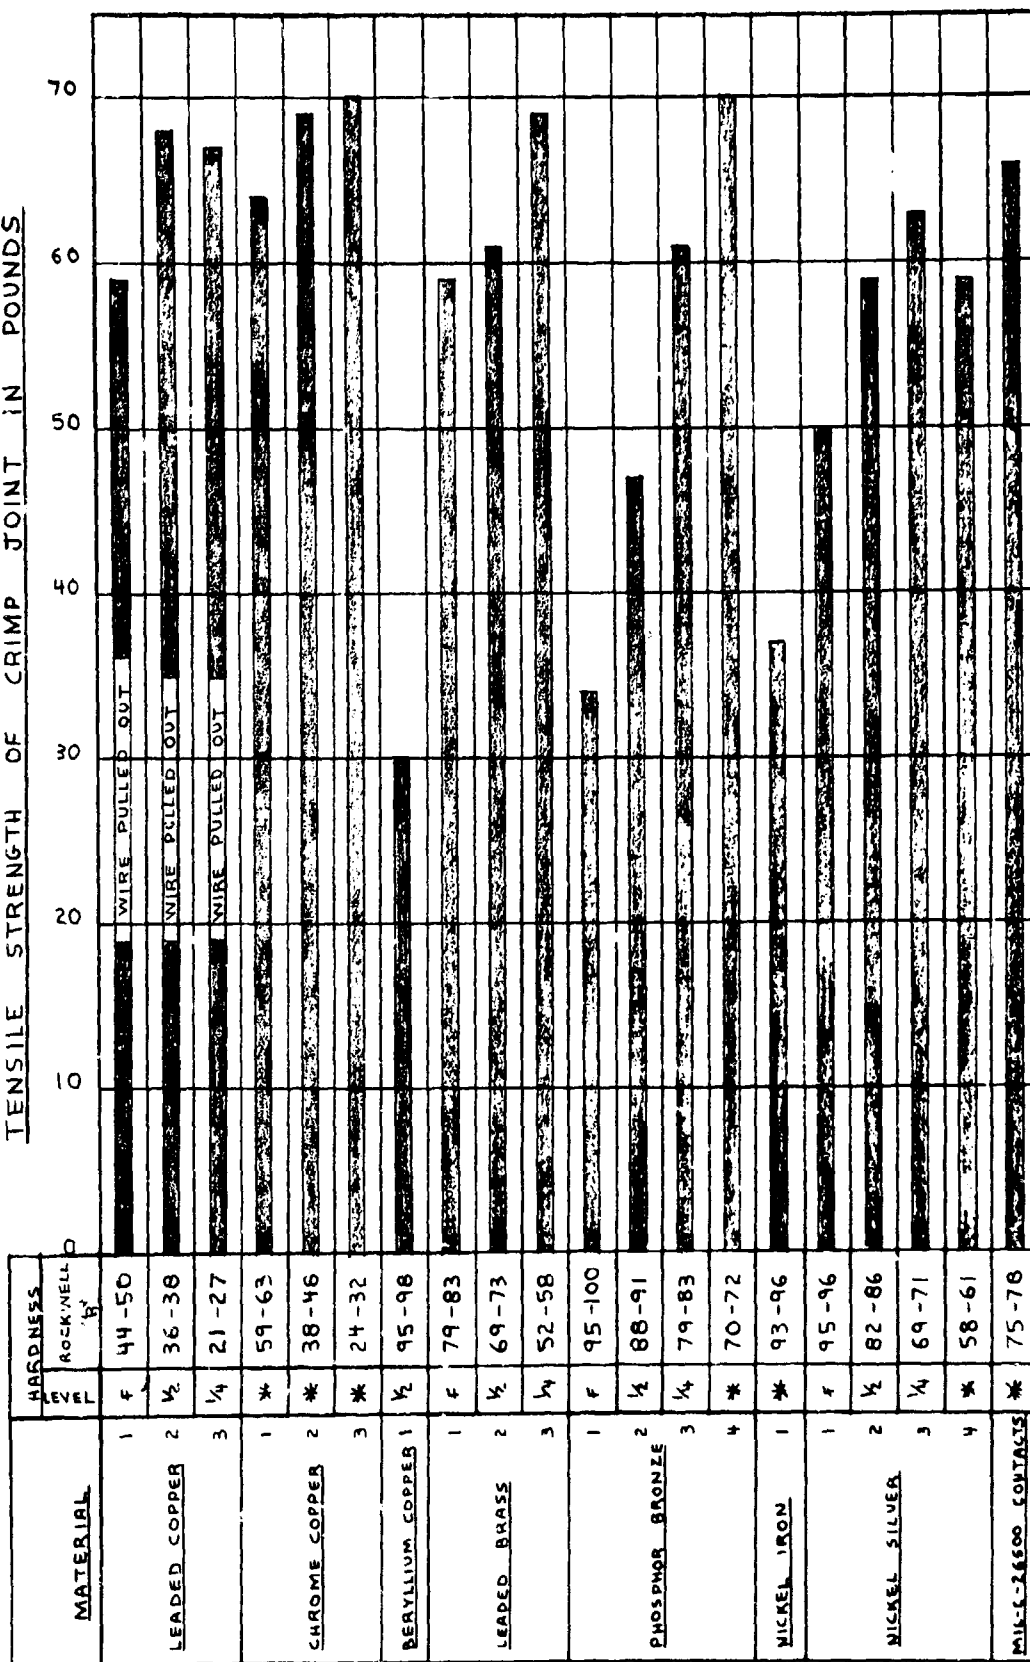 TENSILE STRENGTH OF CRIMP JOINT IN POUNDS
70
60
50
40
30
20
10
0
WIRE PULLED OUT
WIRE PULLED OUT
WIRE PULLED OUT
MATERIAL
HARDNESS
LEVEL ROCKWELL "B"
LEADED COPPER
1 F 44-50
2 1/2 36-38
3 1/4 21-27
CHROME COPPER
1 * 59-63
2 * 38-46
3 * 24-32
BERYLLIUM COPPER 1 1/2 95-98
LEADED BRASS
1 F 79-83
2 1/2 69-73
3 1/4 52-58
PHOSPHOR BRONZE
1 F 95-100
2 1/2 88-91
3 1/4 79-83
4 * 70-72
NICKEL IRON 1 * 93-96
NICKEL SILVER
1 F 95-96
2 1/2 82-86
3 1/4 69-71
4 * 58-61
MIL-C-26600 CONTACTS * 75-78